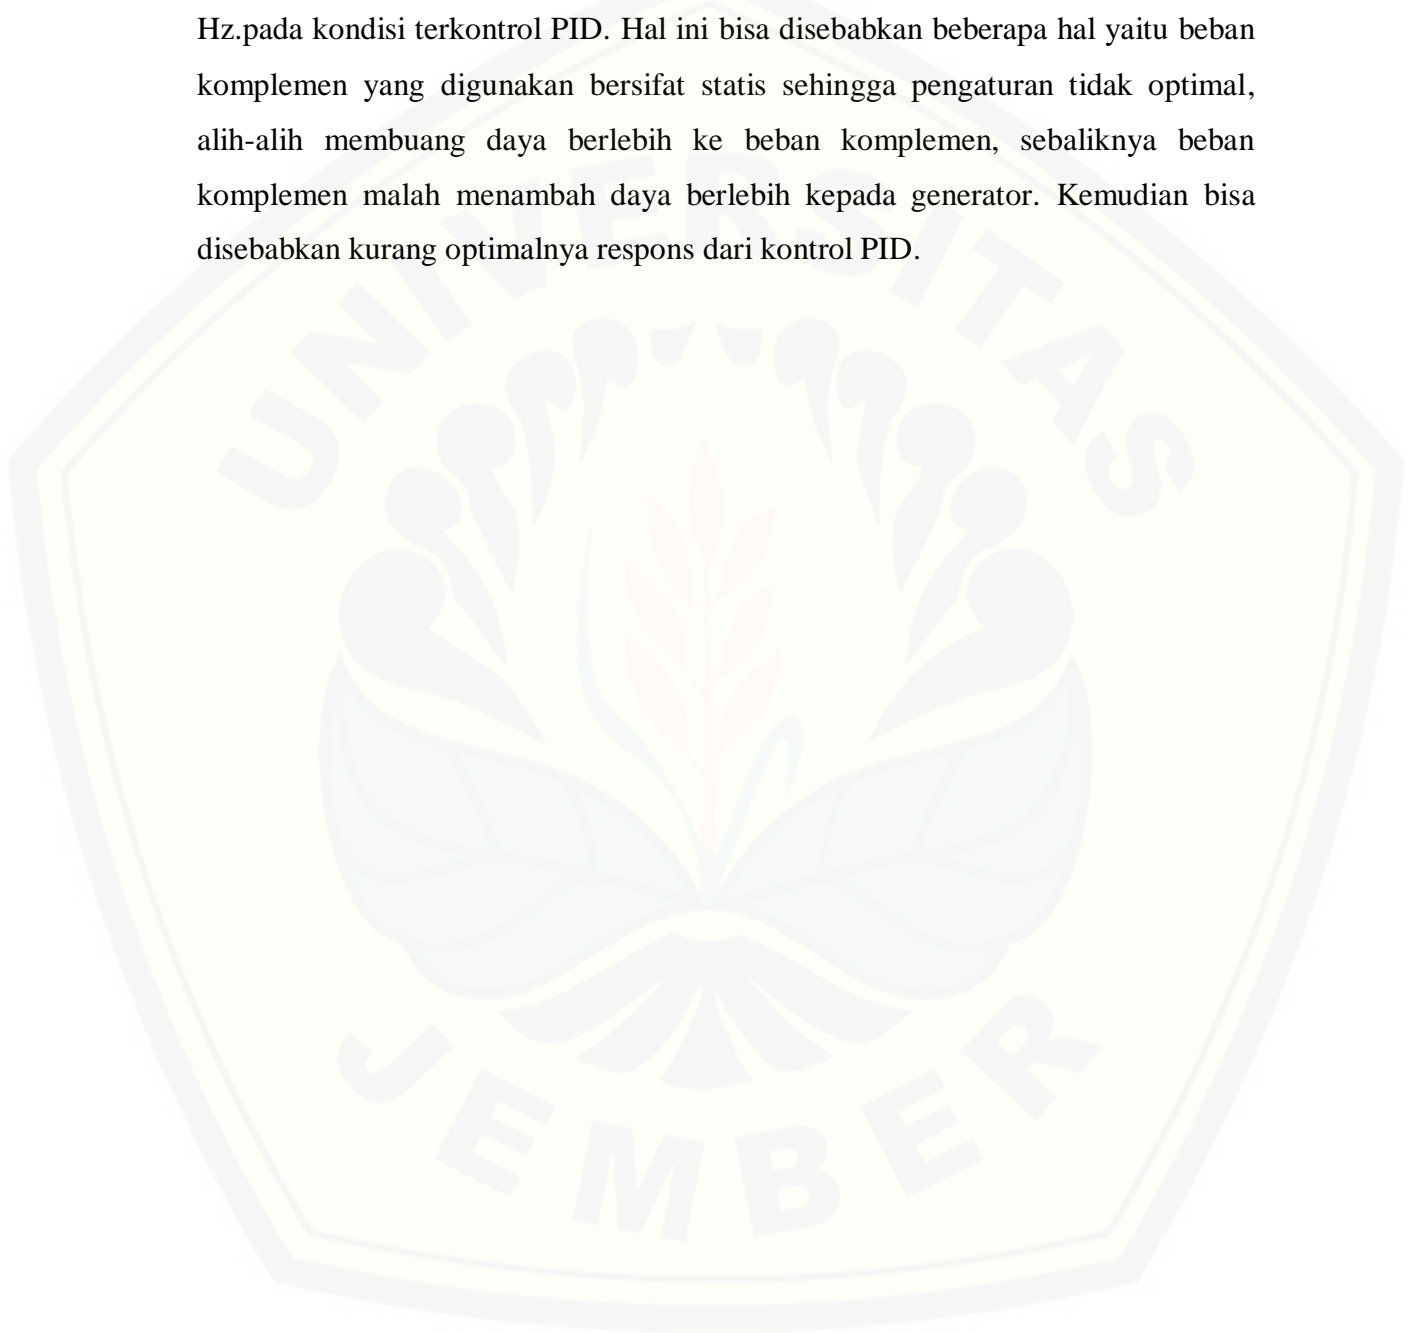 Hz.pada kondisi terkontrol PID. Hal ini bisa disebabkan beberapa hal yaitu beban
komplemen yang digunakan bersifat statis sehingga pengaturan tidak optimal,
alih-alih membuang daya berlebih ke beban komplemen, sebaliknya beban
komplemen malah menambah daya berlebih kepada generator. Kemudian bisa
disebabkan kurang optimalnya respons dari kontrol PID.
UNIVERSITAS
JEMBER